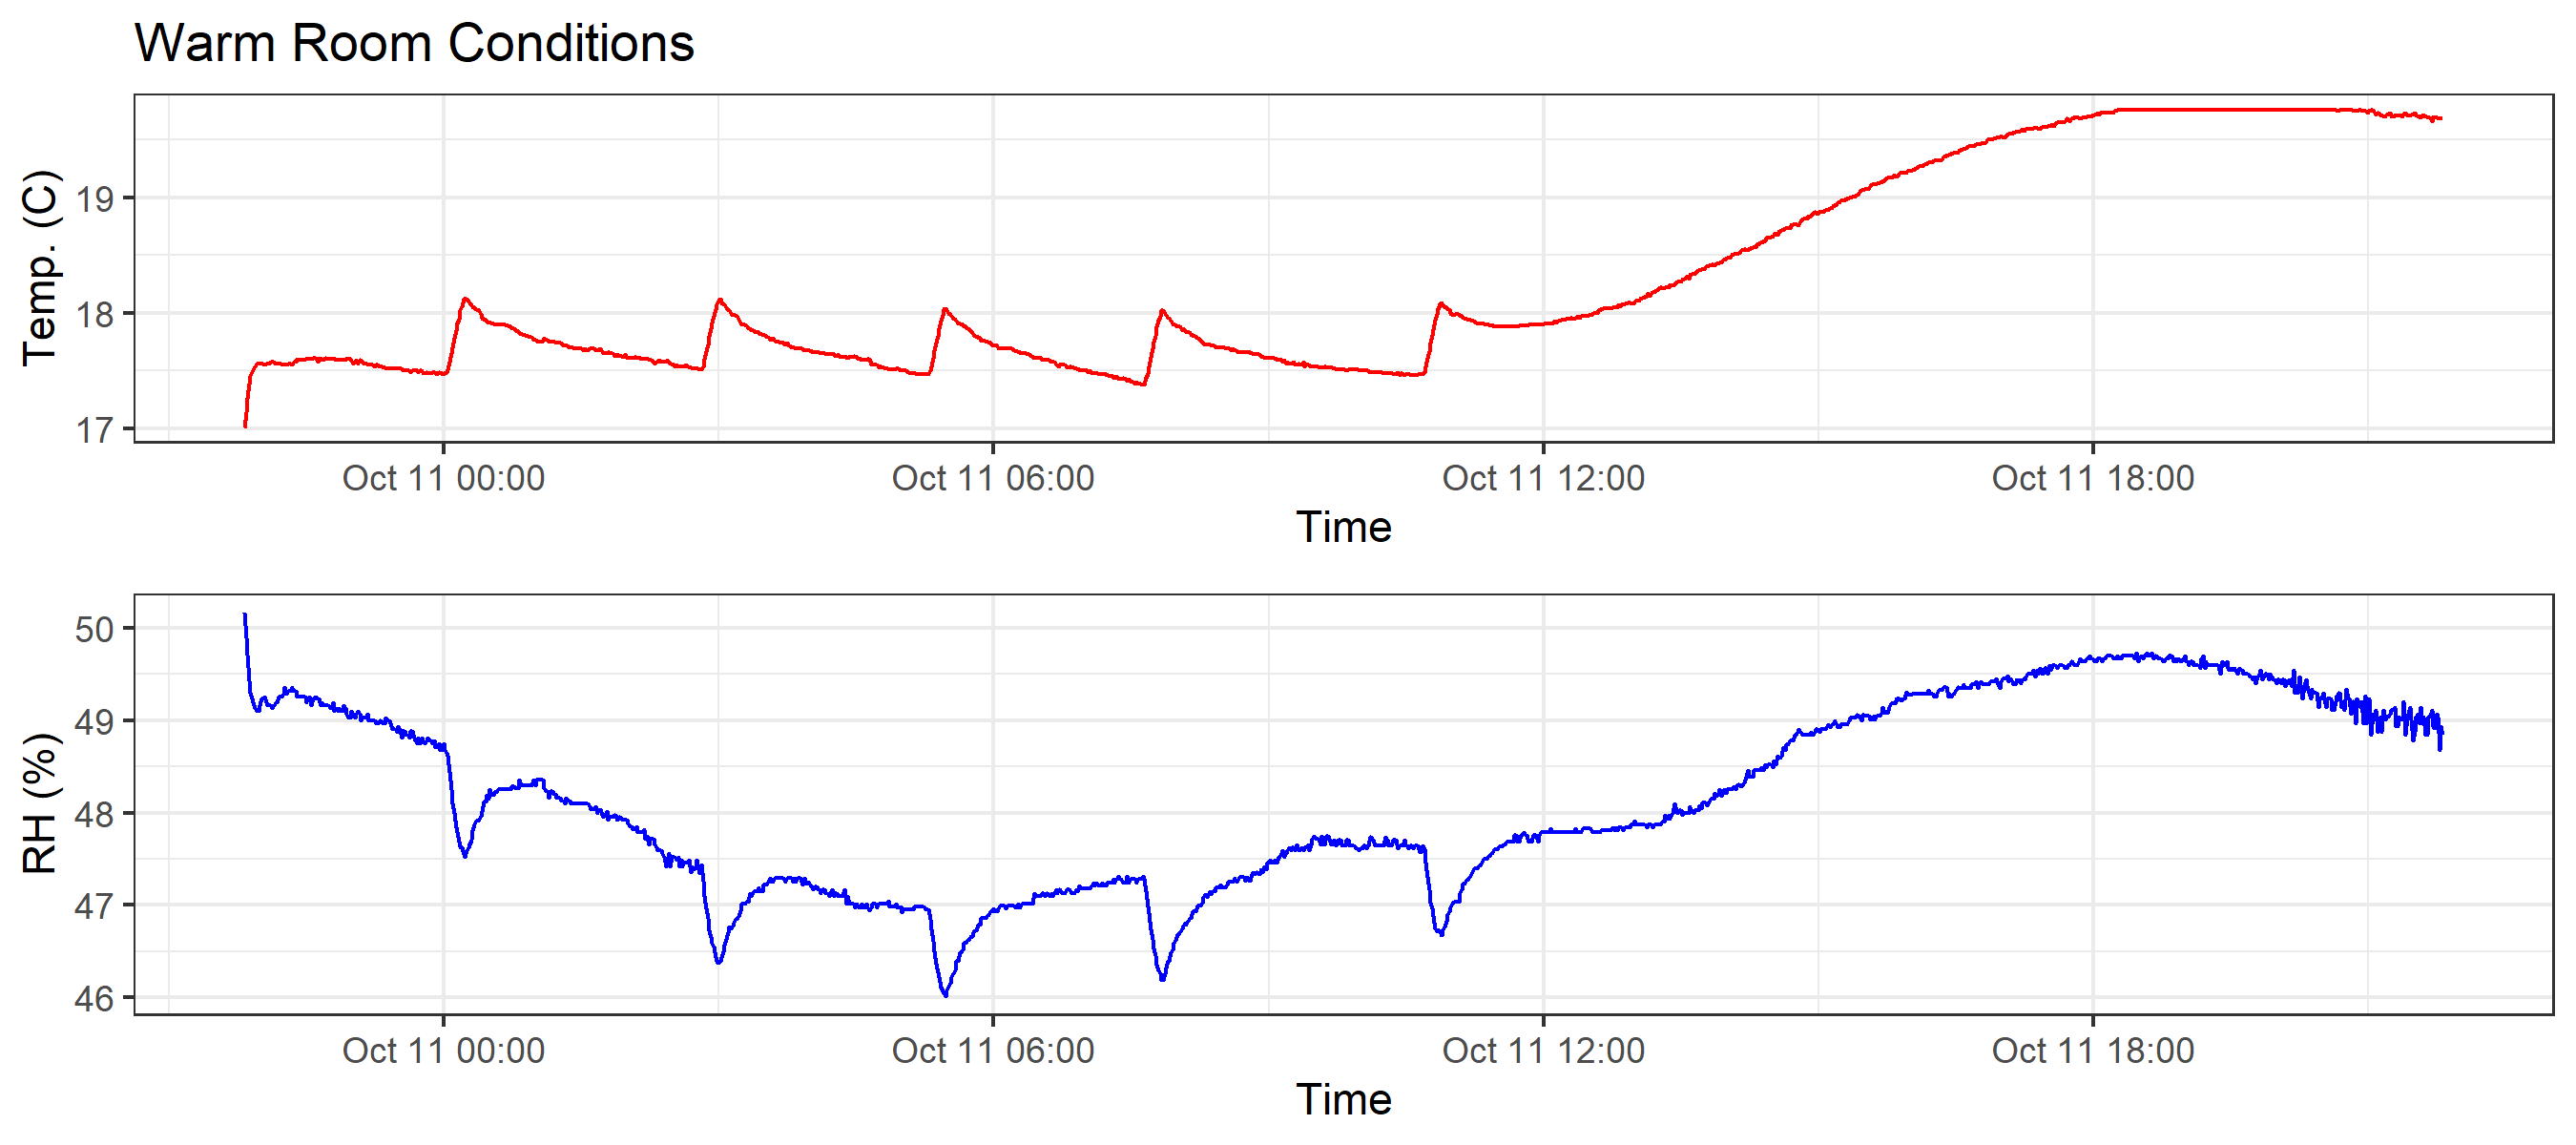 Warm Room Conditions
Temp. (C)
19
18
17
Oct 11 00:00 Oct 11 06:00 Oct 11 12:00 Oct 11 18:00
Time
RH (%)
50
49
48
47
46
Oct 11 00:00 Oct 11 06:00 Oct 11 12:00 Oct 11 18:00
Time